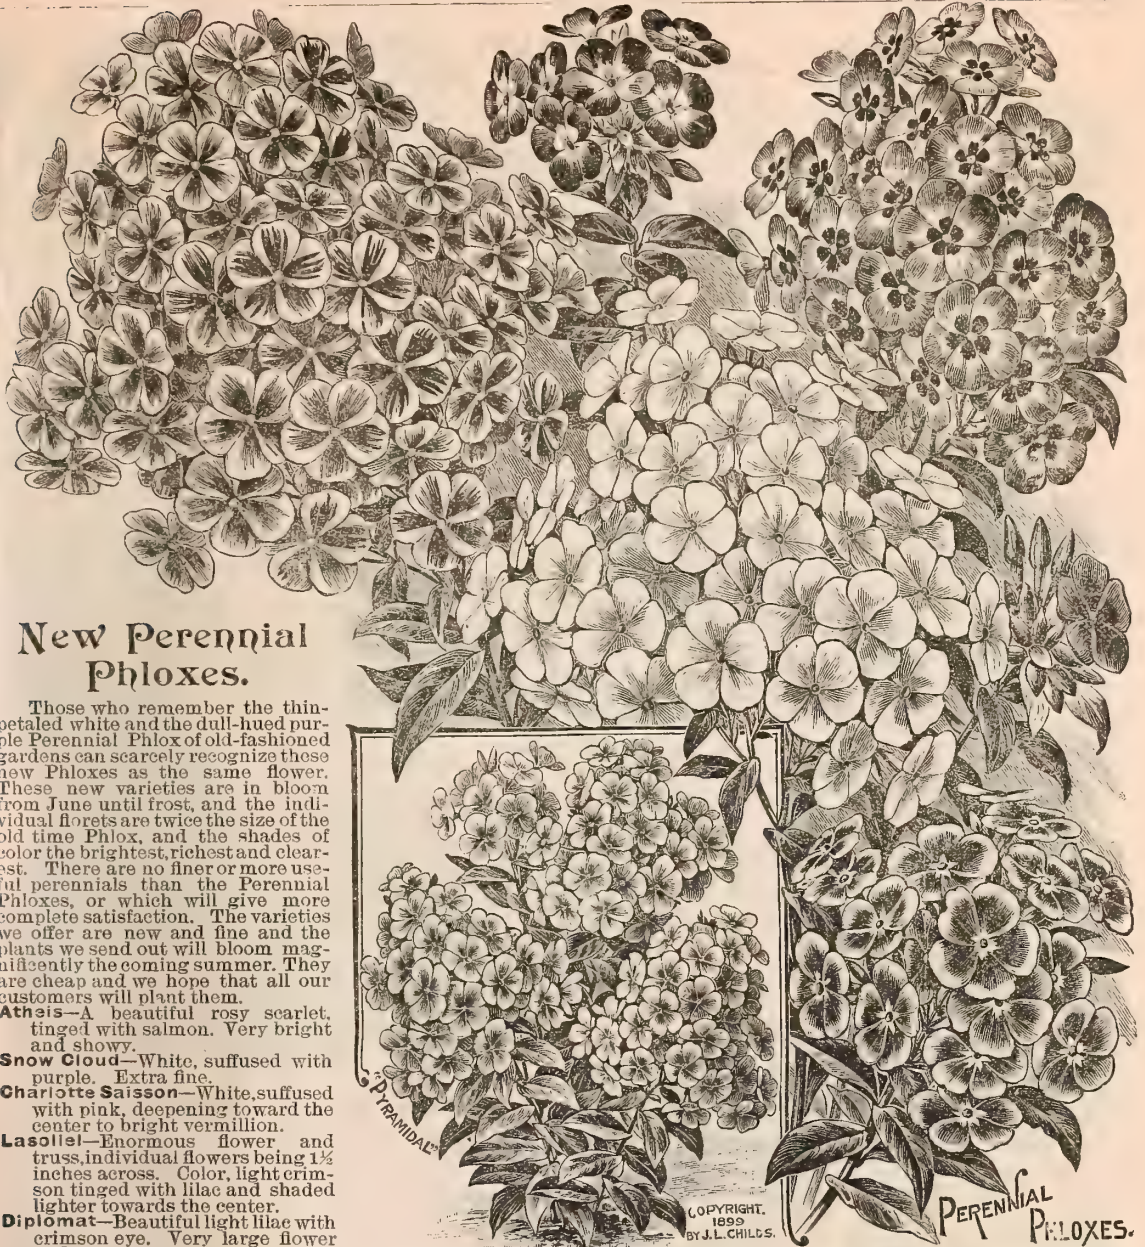 New Perennial
Phloxes.
Those who remember the thin-
petaled white and the dull-hued pur-
ple Perennial Phlox of old-fashioned
gardens can scarcely recognize these
new Phloxes as the same flower.
These new varieties are in bloom
from June until frost, and the indi-
vidual florets are twice the size of the
old time Phlox, and the shades of
color the brightest, richest and clear-
est. There are no finer or more use-
ful perennials than the Perennial
Phloxes, or which will give more
complete satisfaction. The varieties
we offer are new and fine and the
plants we send out will bloom mag-
nificently the coming summer. They
are cheap and we hope that all our
customers will plant them.
Athais—A beautiful rosy scarlet,
tinged with salmon. Very bright
and showy.
Snow Cloud—White, suffused with
purple. Extra fine.
Charlotte Saisson—White, suffused
with pink, deepening toward the
center to bright vermillion.
Lasollel—Enormous flower and
truss, individual flowers being 1½
inches across. Color, light crim-
son tinged with lilac and shaded
lighter towards the center.
Diplomat—Beautiful light lilac with
crimson eye. Very large flower
"PYRAMIDAL"
COPYRIGHT.
1899
BY J.L. CHILDS.
PERENNIAL
PHLOXES.